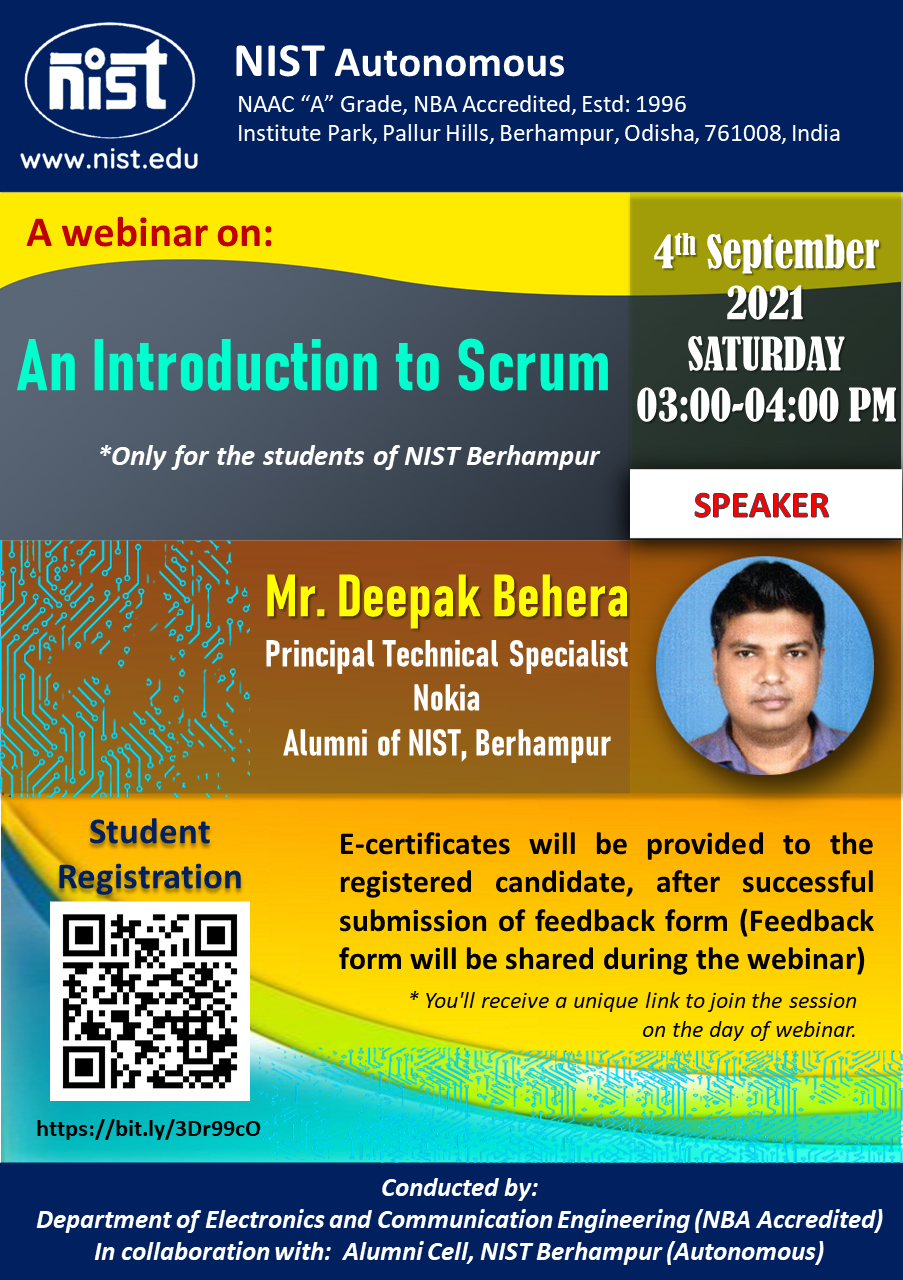 nist
www.nist.edu
NIST Autonomous
NAAC “A” Grade, NBA Accredited, Estd: 1996
Institute Park, Pallur Hills, Berhampur, Odisha, 761008, India
A webinar on:
An Introduction to Scrum
*Only for the students of NIST Berhampur
4th September
2021
SATURDAY
03:00-04:00 PM
SPEAKER
Mr. Deepak Behera
Principal Technical Specialist
Nokia
Alumni of NIST, Berhampur
Student
Registration
https://bit.ly/3Dr99cO
E-certificates will be provided to the
registered candidate, after successful
submission of feedback form (Feedback
form will be shared during the webinar)
* You'll receive a unique link to join the session
on the day of webinar.
Conducted by:
Department of Electronics and Communication Engineering (NBA Accredited)
In collaboration with: Alumni Cell, NIST Berhampur (Autonomous)